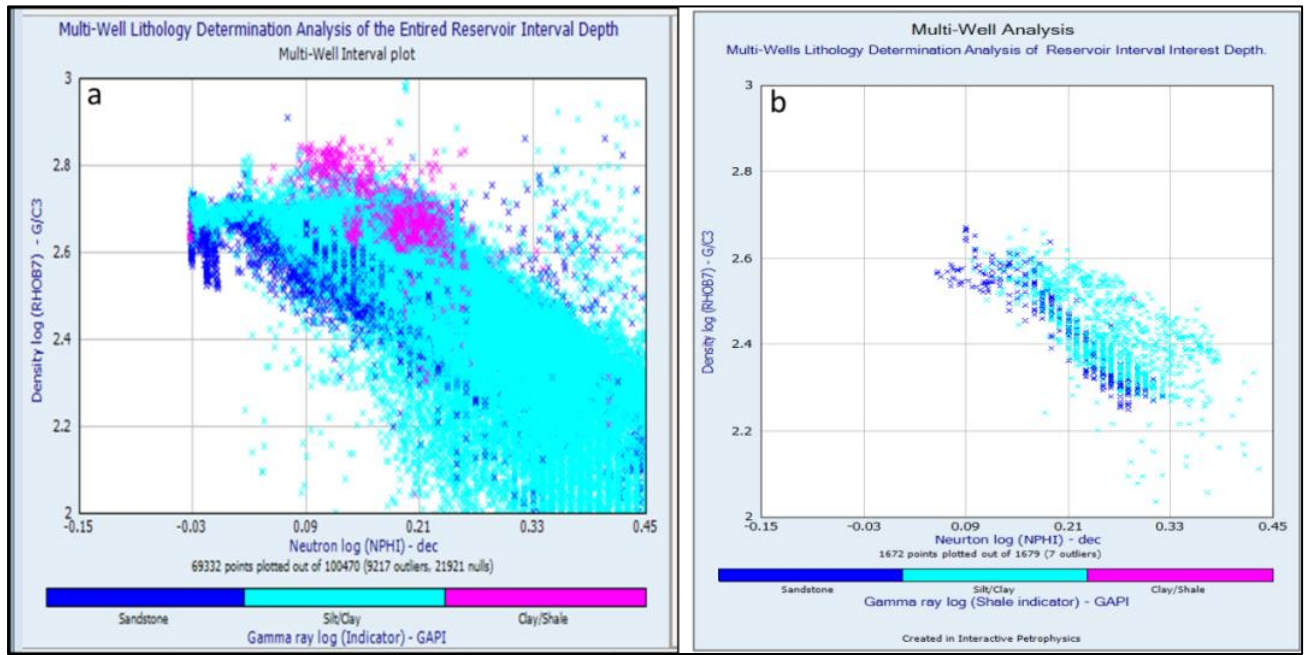 Multi-Well Lithology Determination Analysis of the Entired Reservoir Interval Depth
Multi-Well Interval plot
a
3
2.8
2.6
2.4
2.2
2
Density log (RHOB7) - G/C3
-0.15 -0.03 0.09 0.21 0.33 0.45
Neutron log (NPHI) - dec
69332 points plotted out of 100470 (9217 outliers, 21921 nulls)
Sandstone Silt/Clay Clay/Shale
Gamma ray log (Indicator) - GAPI
Multi-Well Analysis
Multi-Wells Lithology Determination Analysis of Reservoir Interval Interest Depth.
b
3
2.8
2.6
2.4
2.2
2
Density log (RHOB7) - G/C3
-0.15 -0.03 0.09 0.21 0.33 0.45
Neurton log (NPHI) - dec
1672 points plotted out of 1679 (7 outliers)
Sandstone Silt/Clay Clay/Shale
Gamma ray log (Shale indicator) - GAPI
Created in Interactive Petrophysics